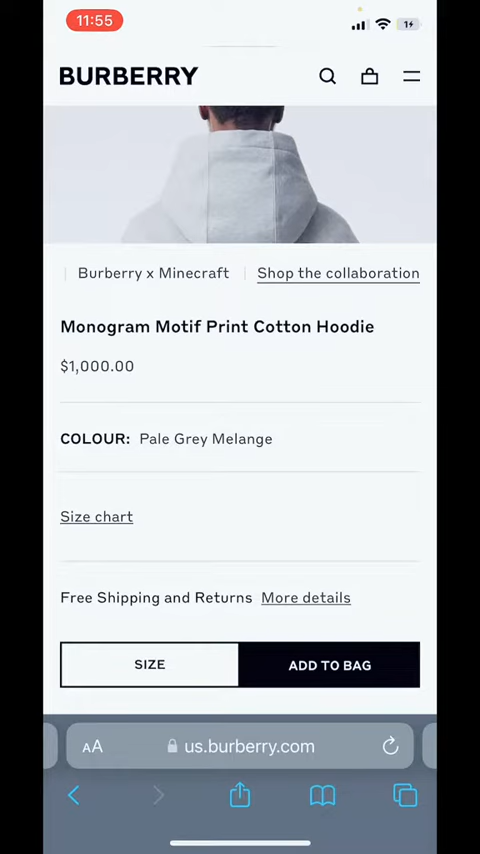 11:55
BURBERRY
Burberry x Minecraft Shop the collaboration
Monogram Motif Print Cotton Hoodie
$1,000.00
COLOUR: Pale Grey Melange
Size chart
Free Shipping and Returns More details
SIZE ADD TO BAG
AA us.burberry.com